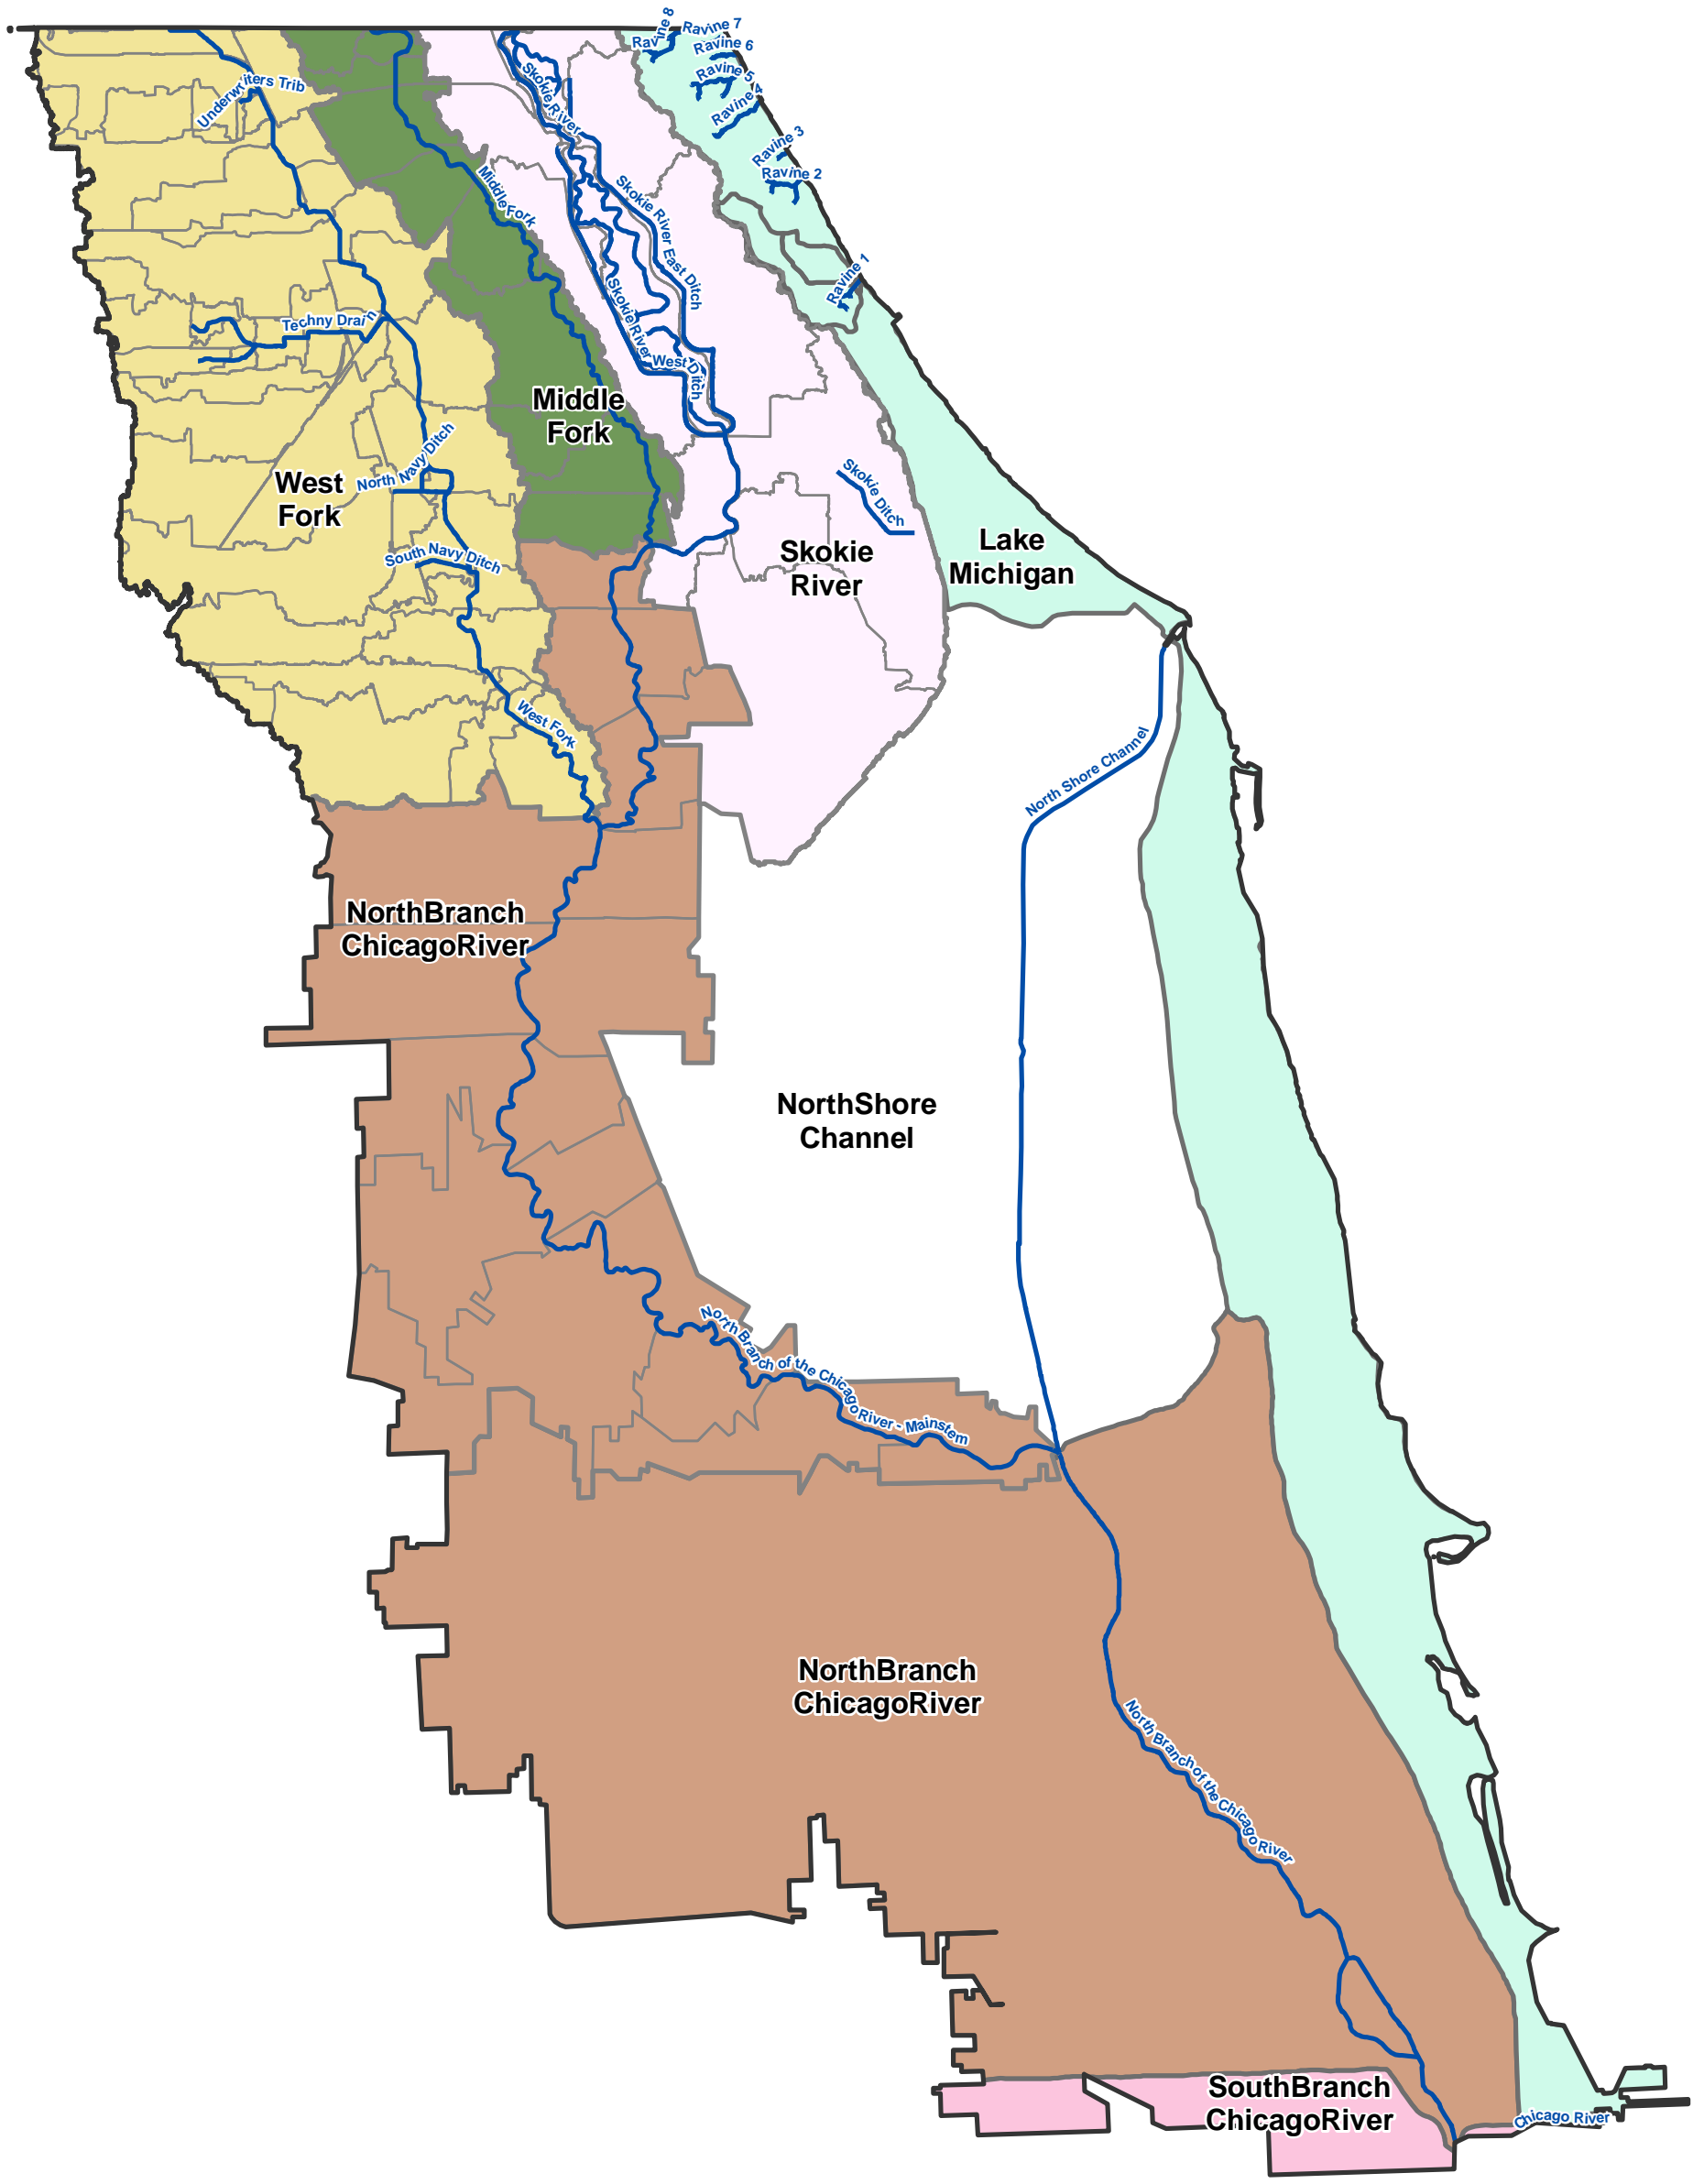 Ravine 8
Ravine 7
Ravine 6
Ravine 5
Ravine 4
Ravine 3
Ravine 2
Ravine 1
Underwriters Trib
Skokie River
Middle Fork
Skokie River East Ditch
Skokie River West Ditch
Techny Drain
Middle
Fork
North Navy Ditch
West
Fork
Skokie Ditch
South Navy Ditch
Skokie
River
Lake
Michigan
West Fork
North Shore Channel
NorthBranch
ChicagoRiver
NorthShore
Channel
North Branch of the Chicago River - Mainstem
NorthBranch
ChicagoRiver
North Branch of the Chicago River
SouthBranch
ChicagoRiver
Chicago River